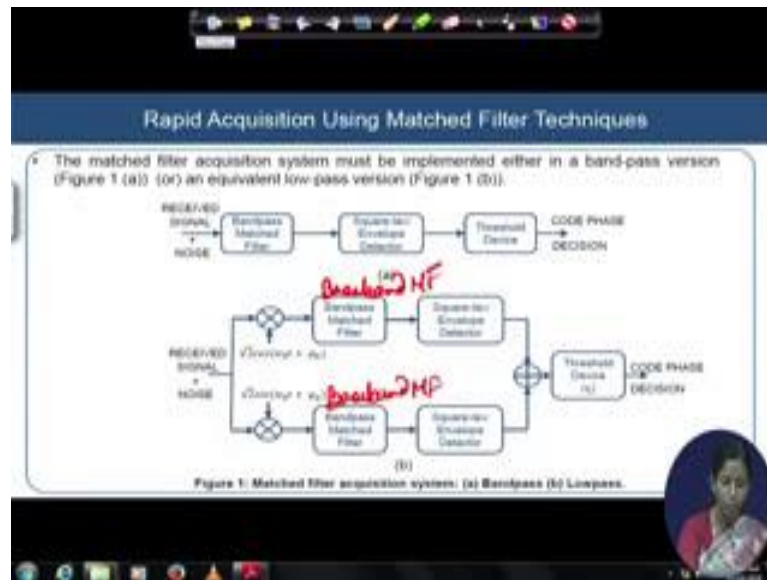 Rapid Acquisition Using Matched Filter Techniques
The matched filter acquisition system must be implemented either in a band-pass version
(Figure 1 (a)) (or) an equivalent low-pass version (Figure 1 (b)).
RECEIVED
SIGNAL
+
NOISE
Bandpass
Matched
Filter
Square-law
Envelope
Detector
Threshold
Device
CODE PHASE
DECISION
(a)
MF
Bandpass
Matched
Filter
Square-law
Envelope
Detector
RECEIVED
SIGNAL
+
NOISE
Threshold
Device
CODE PHASE
DECISION
Bandpass
Matched
Filter
Square-law
Envelope
Detector
(b)
Figure 1: Matched filter acquisition system: (a) Bandpass (b) Lowpass.